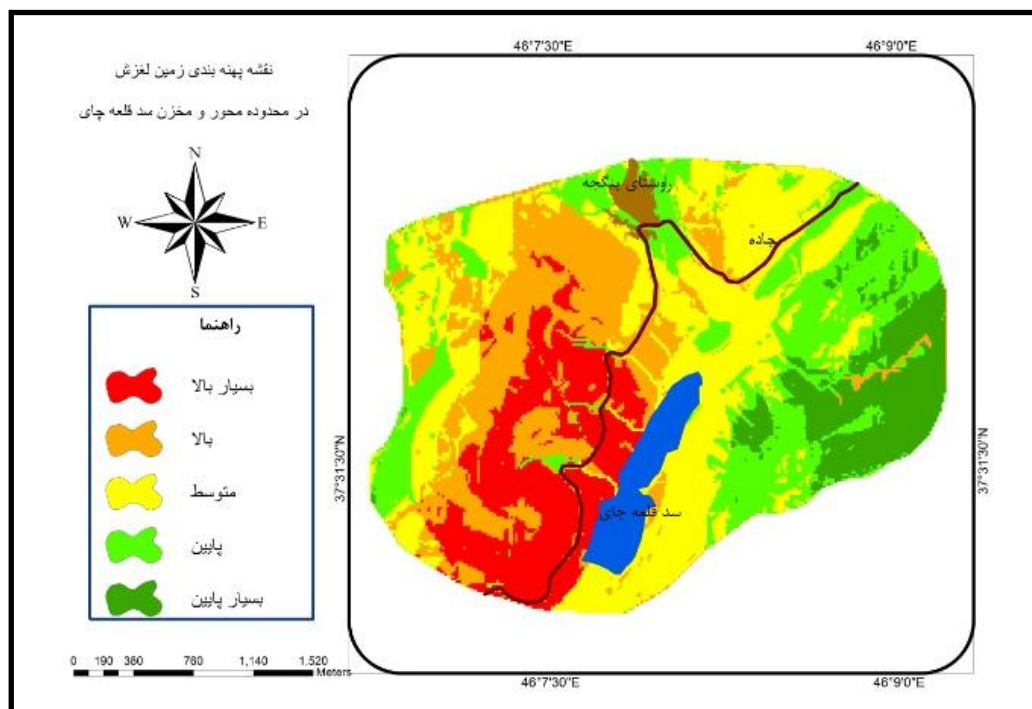 نقشه پهنه بندی زمین لغزش
در محدوده محور و مخزن سد قلعه چای
N
W E
S
راهنما
بسیار بالا
بالا
متوسط
پایین
بسیار پایین
0 190 380 760 1,140 1,520
Meters
46°7'30"E 46°9'0"E
روستای ینگجه
جاده
37°31'30"N 37°31'30"N
سد قلعه چای
46°7'30"E 46°9'0"E